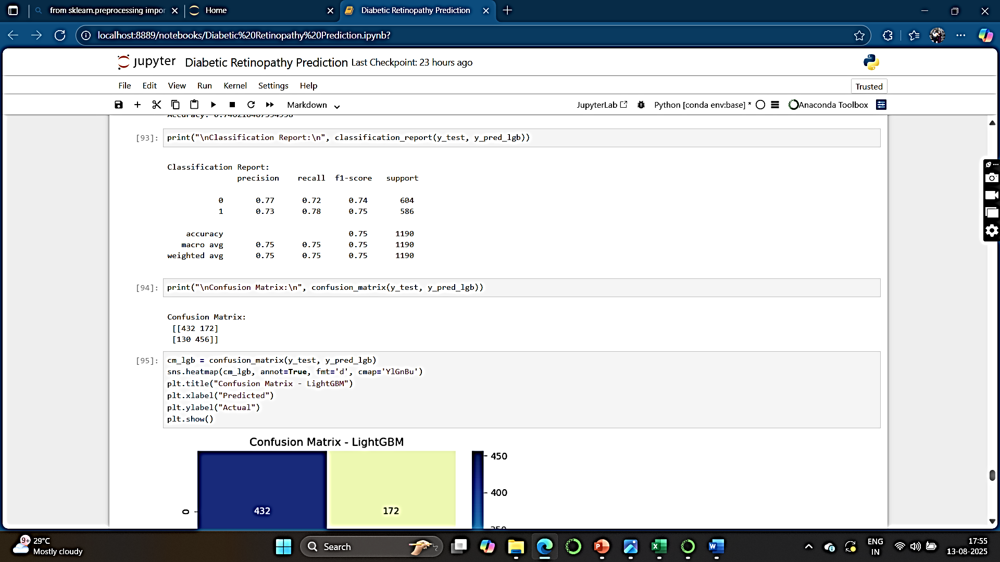 from sklearn.preprocessing impor
Home
Diabetic Retinopathy Prediction
localhost:8889/notebooks/Diabetic%20Retinopathy%20Prediction.ipynb?
jupyter Diabetic Retinopathy Prediction Last Checkpoint: 23 hours ago
File Edit View Run Kernel Settings Help
Trusted
Markdown
JupyterLab
Python [conda env:base] *
Anaconda Toolbox
[93]: print("\nClassification Report:\n", classification_report(y_test, y_pred_lgb))
Classification Report:
precision recall f1-score support
0 0.77 0.72 0.74 604
1 0.73 0.78 0.75 586
accuracy 0.75 1190
macro avg 0.75 0.75 0.75 1190
weighted avg 0.75 0.75 0.75 1190
[94]: print("\nConfusion Matrix:\n", confusion_matrix(y_test, y_pred_lgb))
Confusion Matrix:
[[432 172]
[130 456]]
[95]: cm_lgb = confusion_matrix(y_test, y_pred_lgb)
sns.heatmap(cm_lgb, annot=True, fmt='d', cmap='YlGnBu')
plt.title("Confusion Matrix - LightGBM")
plt.xlabel("Predicted")
plt.ylabel("Actual")
plt.show()
Confusion Matrix - LightGBM
450
400
0
432
172
9+
29°C
Mostly cloudy
Search
ENG
IN
17:55
13-08-2025